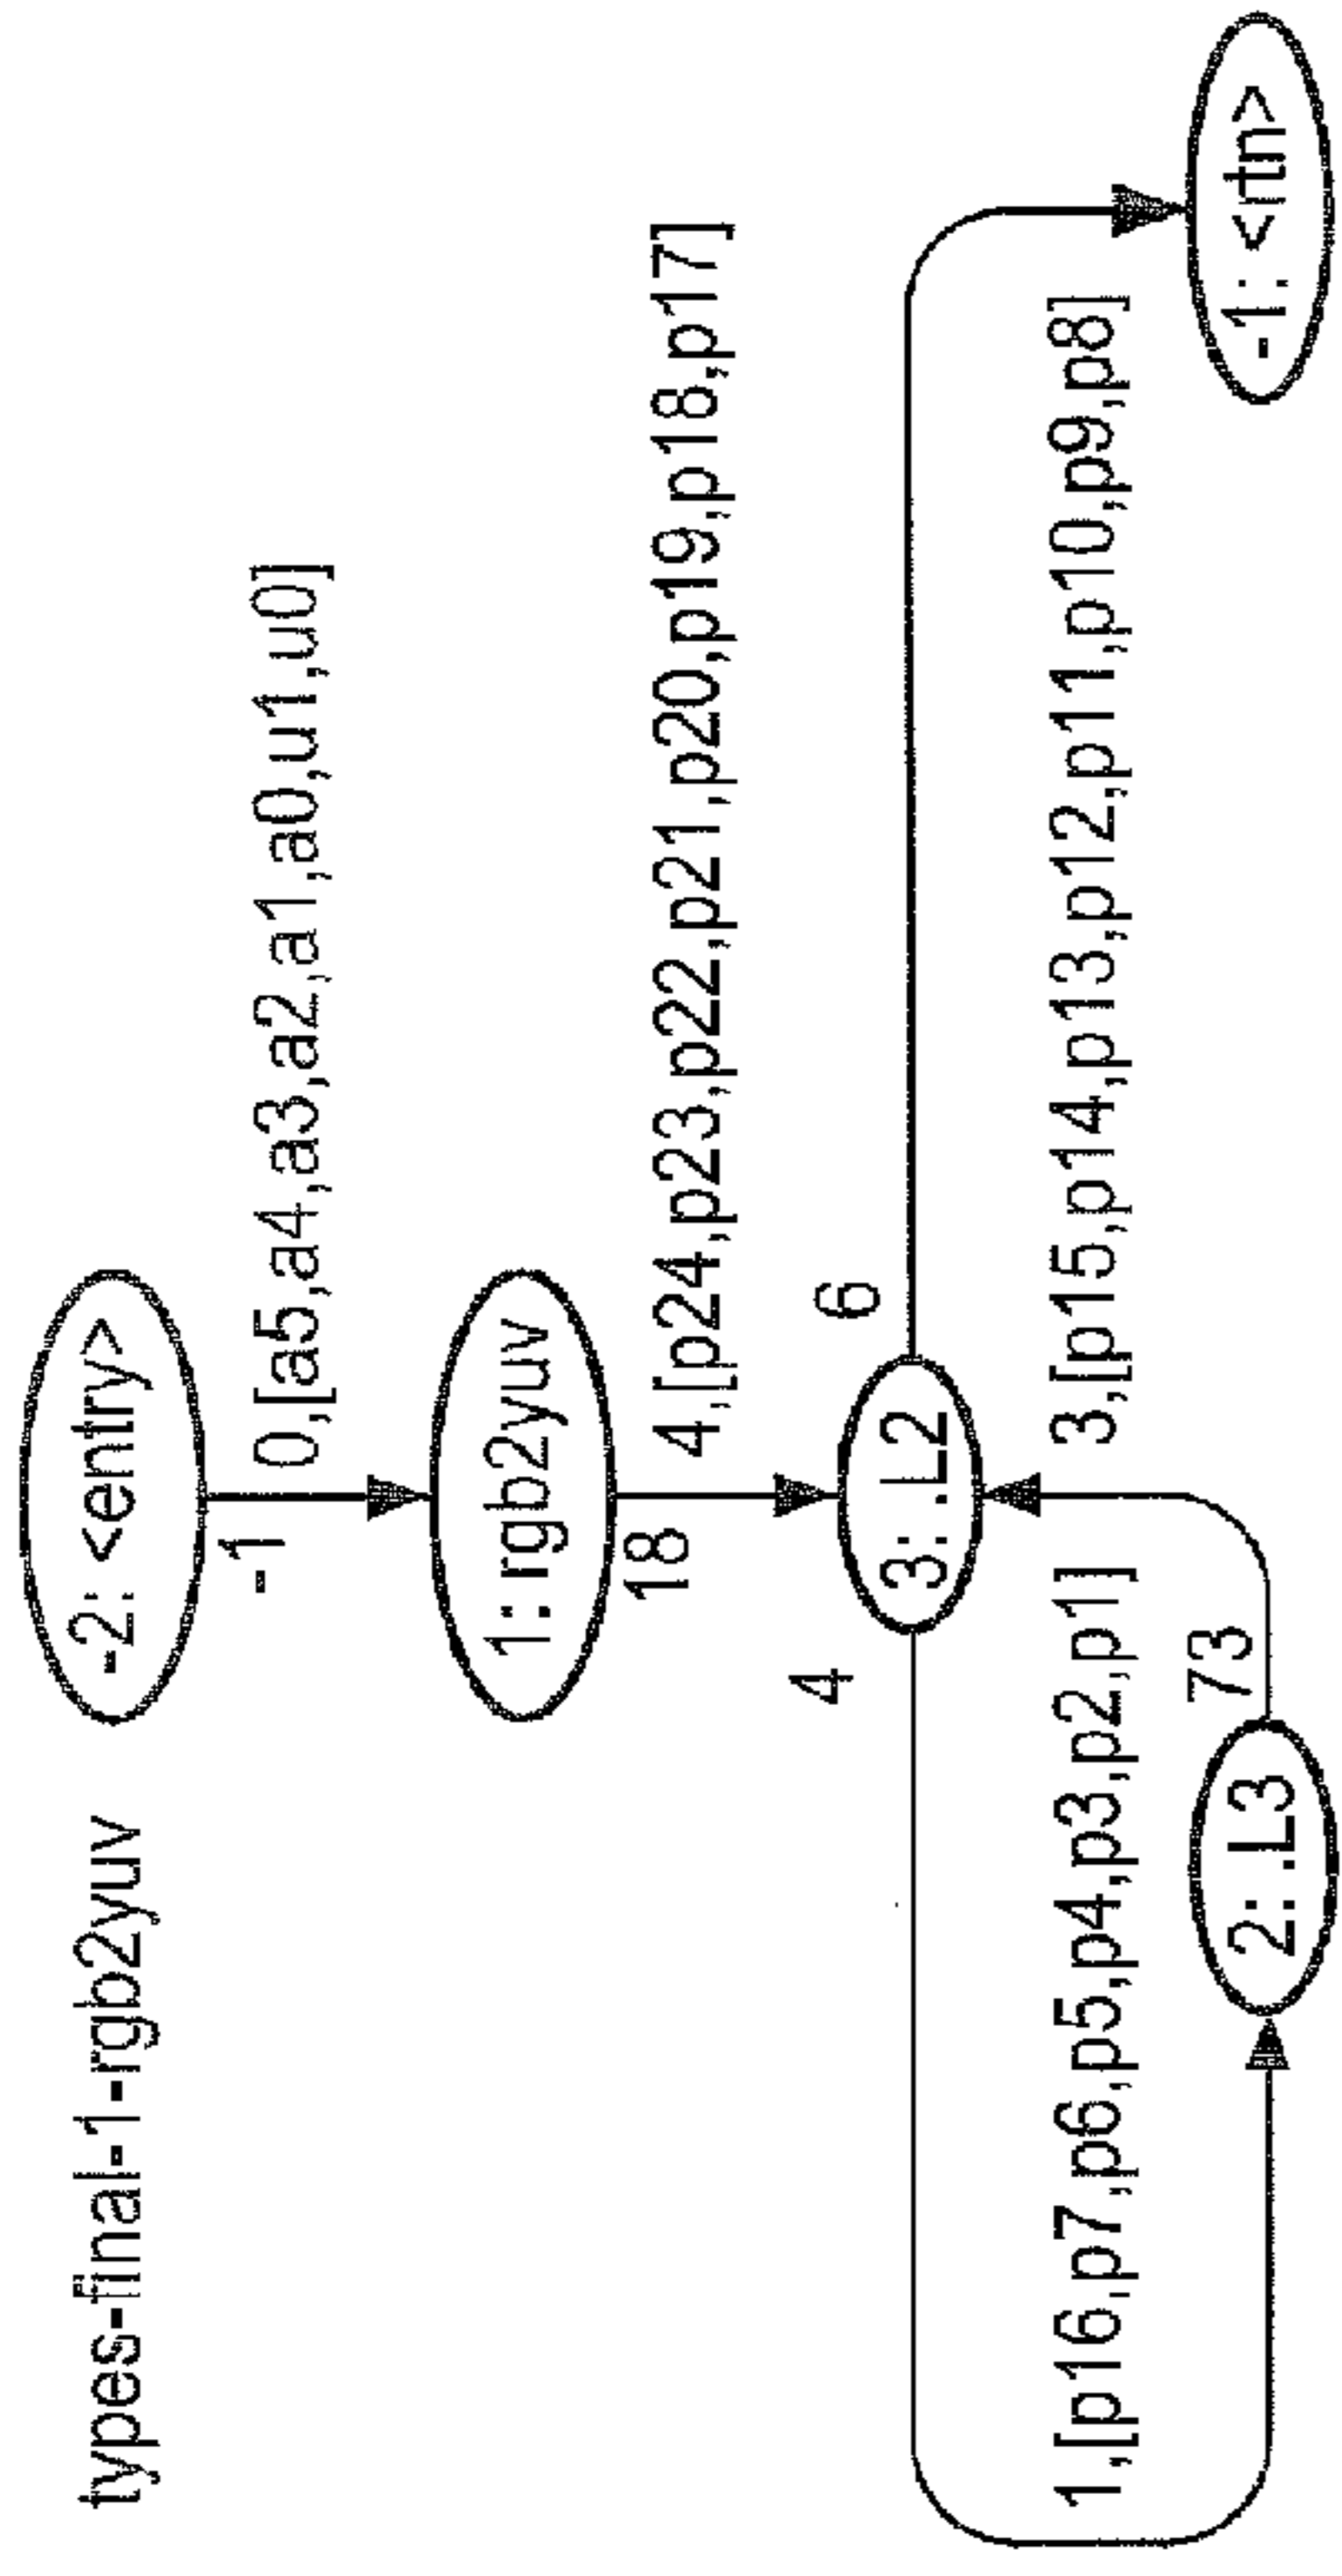 types-final-1-rgb2yuv
-2: <entry>
-1
0,[a5,a4,a3,a2,a1,a0,u1,u0]
1: rgb2yuv
18
4,[p24,p23,p22,p21,p20,p19,p18,p17]
4
3: .L2
6
1,[p16,p7,p6,p5,p4,p3,p2,p1]
3,[p15,p14,p13,p12,p11,p10,p9,p8]
73
2: .L3
-1: <rtn>